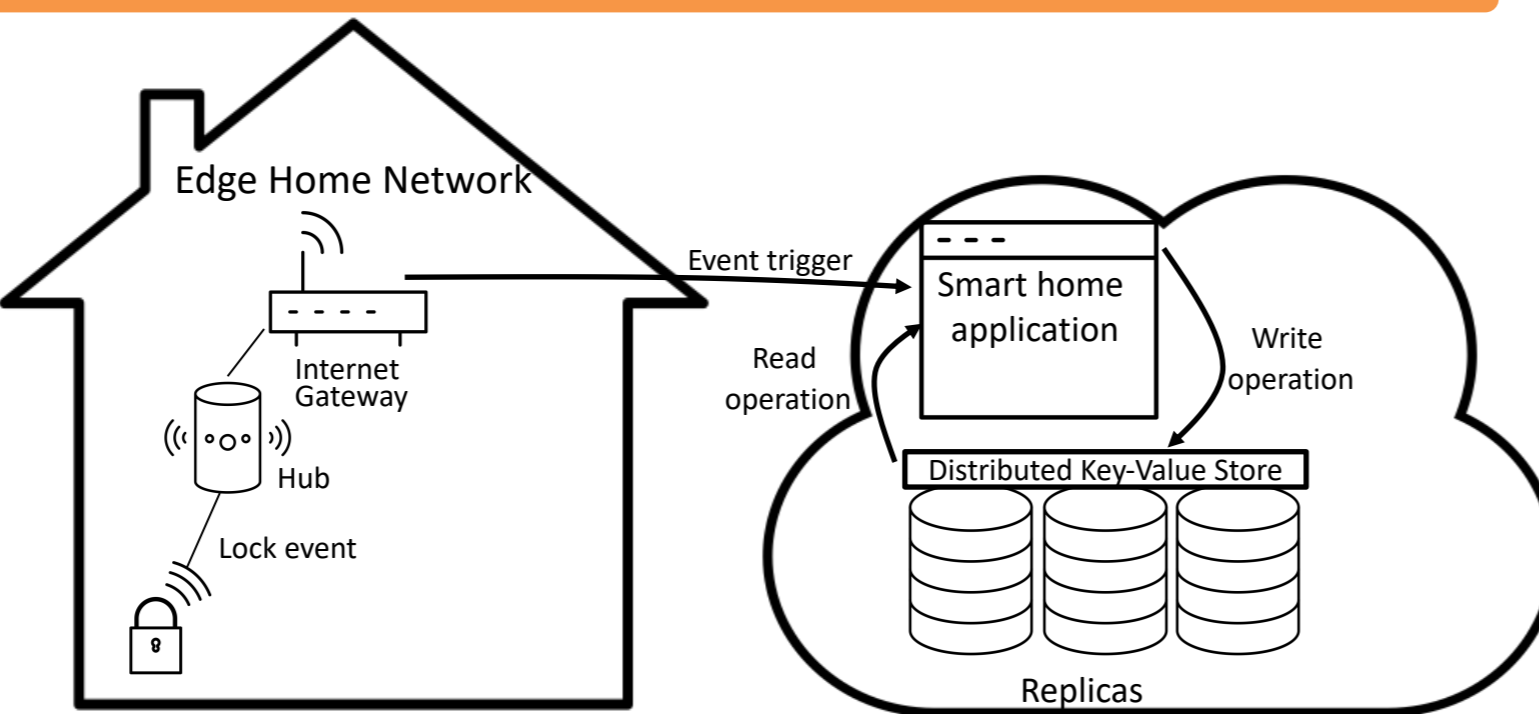 Edge Home Network
Internet
Gateway
Hub
Lock event
Event trigger
Smart home
application
Read
operation
Write
operation
Distributed Key-Value Store
Replicas